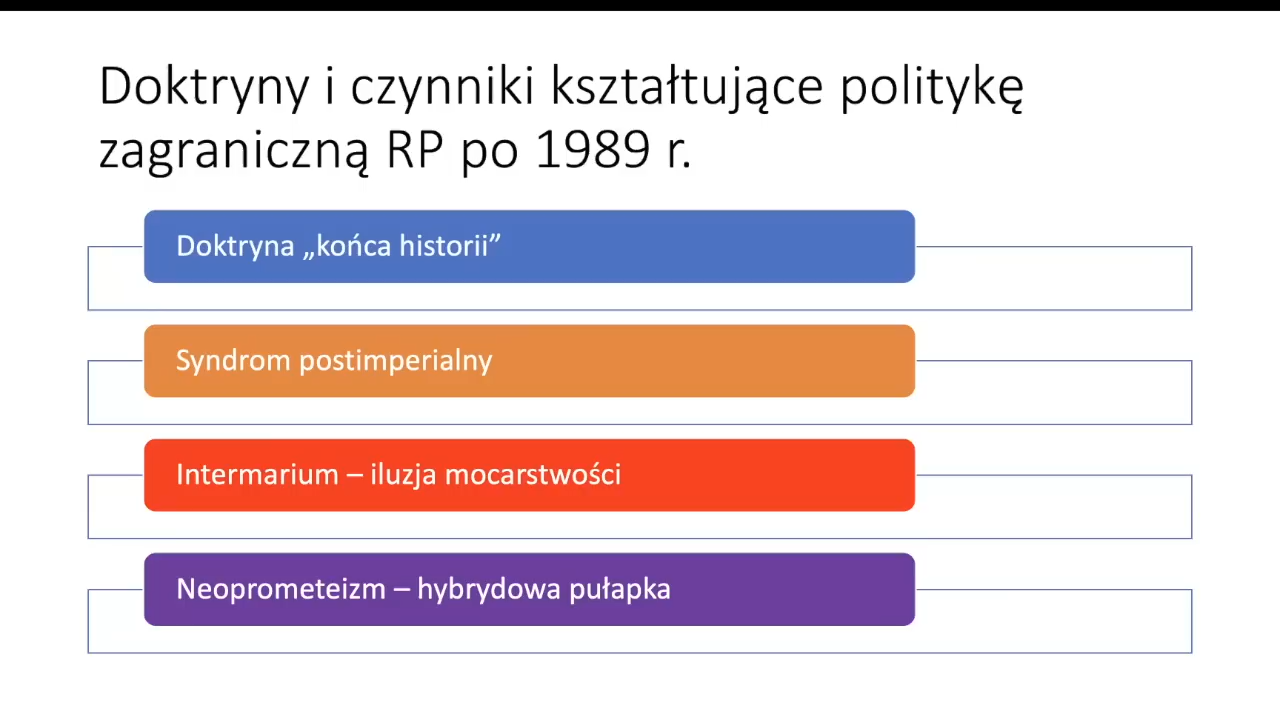 Doktryny i czynniki kształtujące politykę
zagraniczną RP po 1989 r.
Doktryna „końca historii”
Syndrom postimperialny
Intermarium – iluzja mocarstwości
Neoprometeizm – hybrydowa pułapka